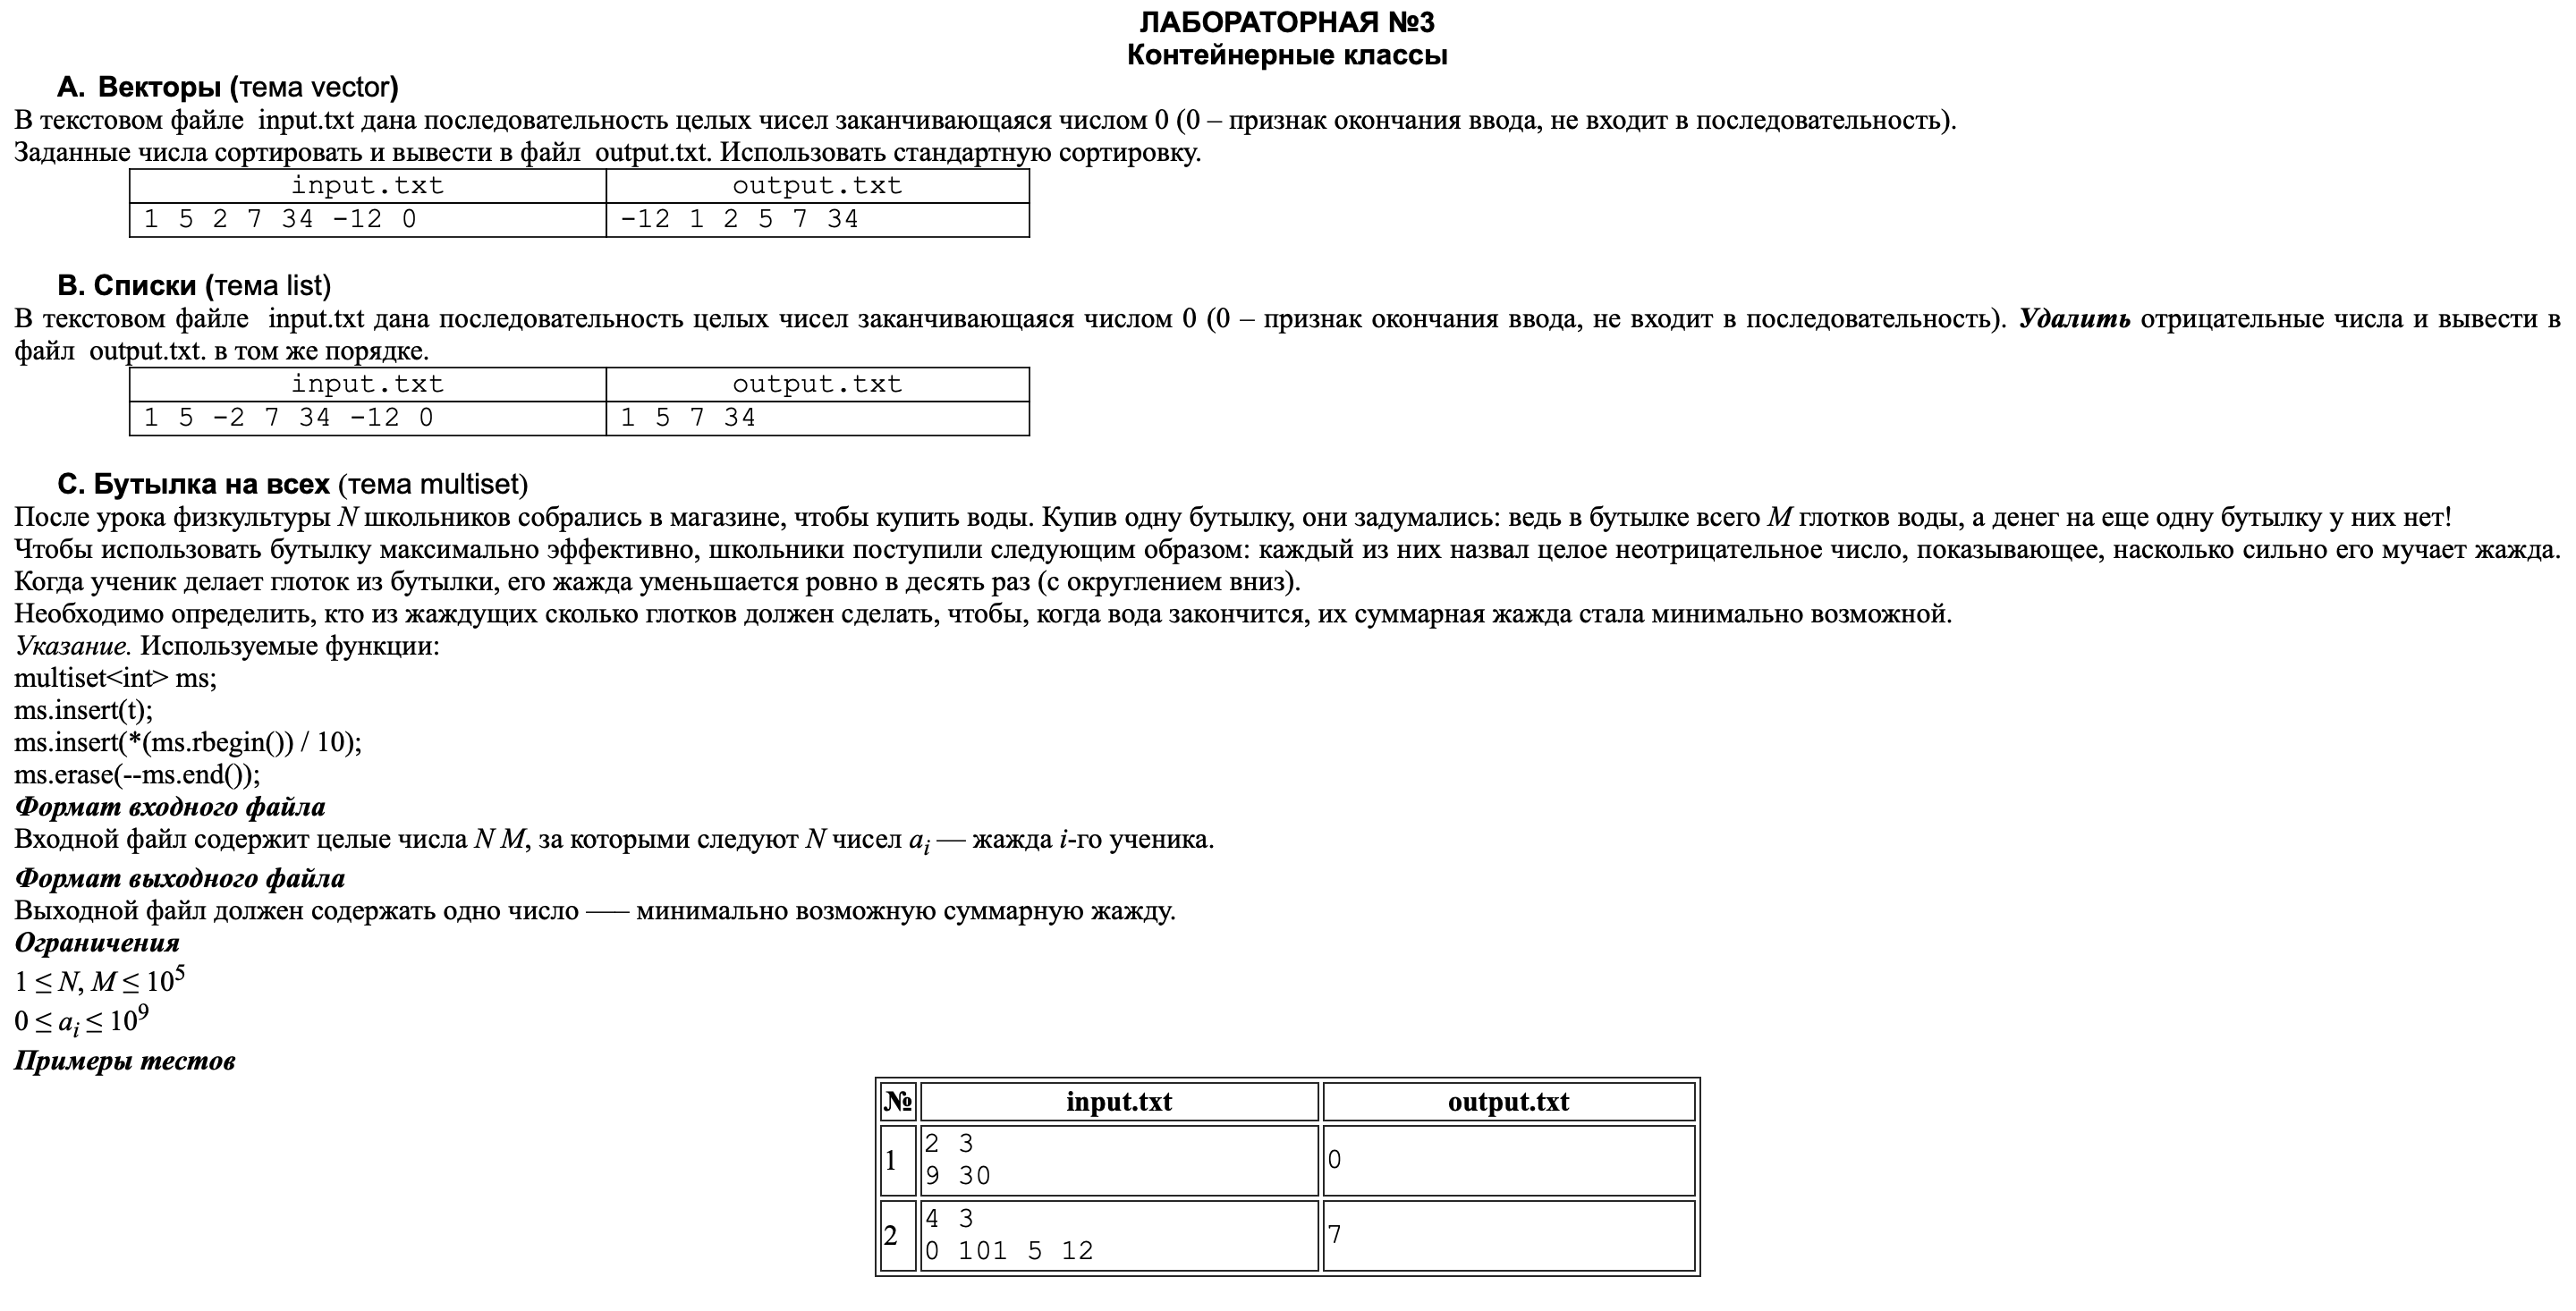 ЛАБОРАТОРНАЯ №3
Контейнерные классы
A. Векторы (тема vector)
В текстовом файле input.txt дана последовательность целых чисел заканчивающаяся числом 0 (0 – признак окончания ввода, не входит в последовательность).
Заданные числа сортировать и вывести в файл output.txt. Использовать стандартную сортировку.
input.txt output.txt
1 5 2 7 34 -12 0 -12 1 2 5 7 34
B. Списки (тема list)
В текстовом файле input.txt дана последовательность целых чисел заканчивающаяся числом 0 (0 – признак окончания ввода, не входит в последовательность). Удалить отрицательные числа и вывести в
файл output.txt. в том же порядке.
input.txt output.txt
1 5 -2 7 34 -12 0 1 5 7 34
C. Бутылка на всех (тема multiset)
После урока физкультуры N школьников собрались в магазине, чтобы купить воды. Купив одну бутылку, они задумались: ведь в бутылке всего M глотков воды, а денег на еще одну бутылку у них нет!
Чтобы использовать бутылку максимально эффективно, школьники поступили следующим образом: каждый из них назвал целое неотрицательное число, показывающее, насколько сильно его мучает жажда.
Когда ученик делает глоток из бутылки, его жажда уменьшается ровно в десять раз (с округлением вниз).
Необходимо определить, кто из жаждущих сколько глотков должен сделать, чтобы, когда вода закончится, их суммарная жажда стала минимально возможной.
Указание. Используемые функции:
multiset<int> ms;
ms.insert(t);
ms.insert(*(ms.rbegin()) / 10);
ms.erase(--ms.end());
Формат входного файла
Входной файл содержит целые числа N M, за которыми следуют N чисел aᵢ — жажда i-го ученика.
Формат выходного файла
Выходной файл должен содержать одно число —– минимально возможную суммарную жажду.
Ограничения
1 ≤ N, M ≤ 10⁵
0 ≤ aᵢ ≤ 10⁹
Примеры тестов
№ input.txt output.txt
1 2 3
9 30 0
2 4 3
0 101 5 12 7